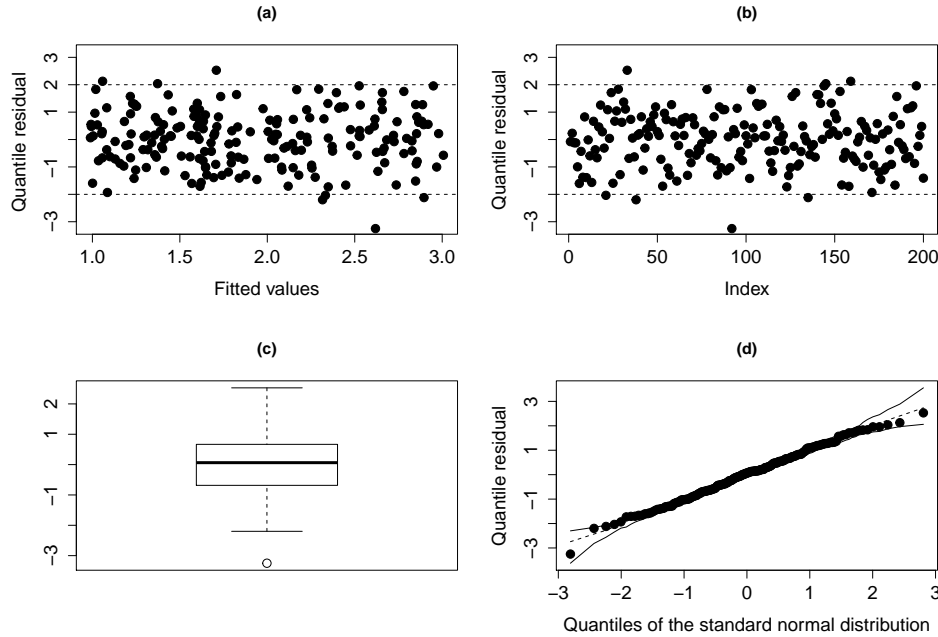 (a)
Quantile residual
3
2
1
−1
−3
1.0 1.5 2.0 2.5 3.0
Fitted values
(b)
Quantile residual
3
2
1
−1
−3
0 50 100 150 200
Index
(c)
2
−1
−3
(d)
Quantile residual
3
1
−1
−3
−3 −2 −1 0 1 2 3
Quantiles of the standard normal distribution